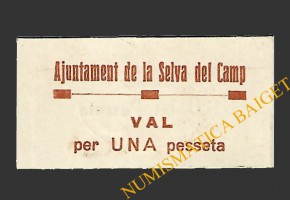 Ajuntament de la Selva del Camp
VAL
per UNA pesseta
NUMISMATICA BAIGET